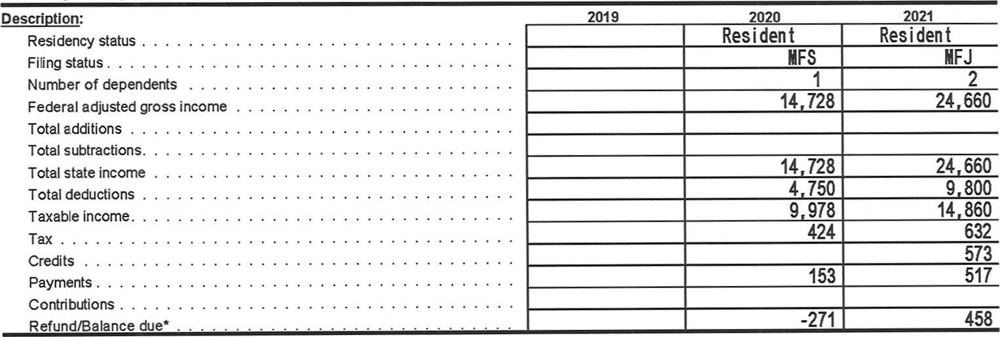 Description: 2019 2020 2021
Residency status . . . . . . . . . . . . . . . . . . . . . . . . . . . . . . . . Resident Resident
Filing status . . . . . . . . . . . . . . . . . . . . . . . . . . . . . . . . . . MFS MFJ
Number of dependents . . . . . . . . . . . . . . . . . . . . . . . . . . . . 1 2
Federal adjusted gross income . . . . . . . . . . . . . . . . . . . . . . . . 14,728 24,660
Total additions . . . . . . . . . . . . . . . . . . . . . . . . . . . . . . . . .
Total subtractions. . . . . . . . . . . . . . . . . . . . . . . . . . . . . . . .
Total state income . . . . . . . . . . . . . . . . . . . . . . . . . . . . . . . 14,728 24,660
Total deductions . . . . . . . . . . . . . . . . . . . . . . . . . . . . . . . . 4,750 9,800
Taxable income. . . . . . . . . . . . . . . . . . . . . . . . . . . . . . . . . 9,978 14,860
Tax . . . . . . . . . . . . . . . . . . . . . . . . . . . . . . . . . . . . . . 424 632
Credits . . . . . . . . . . . . . . . . . . . . . . . . . . . . . . . . . . . . 573
Payments . . . . . . . . . . . . . . . . . . . . . . . . . . . . . . . . . . . 153 517
Contributions . . . . . . . . . . . . . . . . . . . . . . . . . . . . . . . . .
Refund/Balance due* . . . . . . . . . . . . . . . . . . . . . . . . . . . . . -271 458